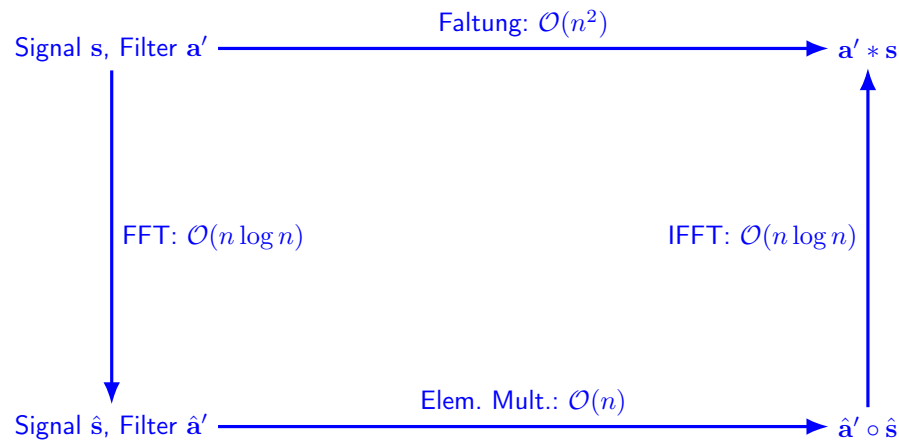 Faltung: 𝒪(n²)
Signal 𝐬, Filter 𝐚′
𝐚′ ∗ 𝐬
FFT: 𝒪(n log n)
IFFT: 𝒪(n log n)
Elem. Mult.: 𝒪(n)
Signal 𝐬̂, Filter 𝐚̂′
𝐚̂′ ∘ 𝐬̂